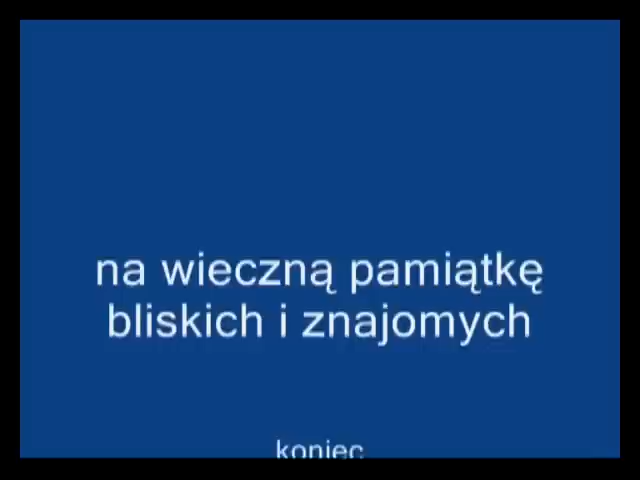 na wieczną pamiątkę
bliskich i znajomych
koniec